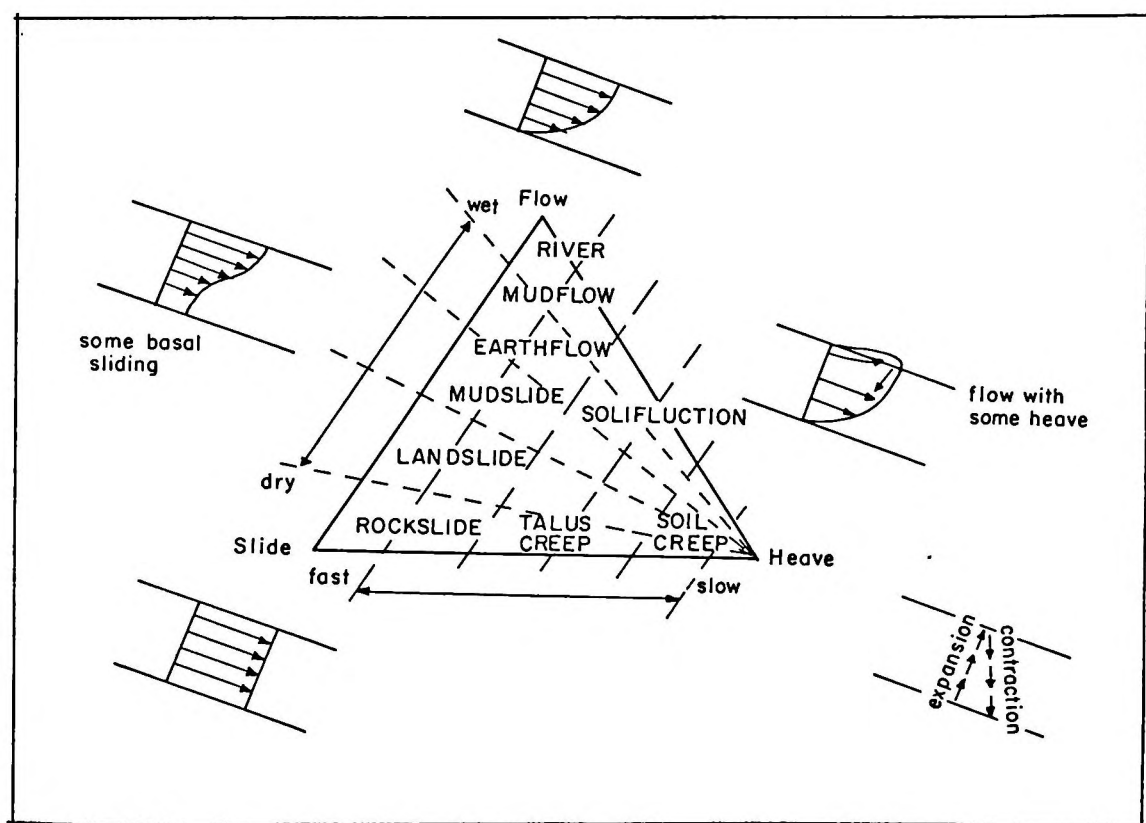 Flow
wet
RIVER
MUDFLOW
EARTHFLOW
some basal
sliding
MUDSLIDE
SOLIFLUCTION
flow with
some heave
LANDSLIDE
dry
ROCKSLIDE
TALUS
CREEP
SOIL
CREEP
Slide
Heave
fast
slow
expansion
contraction